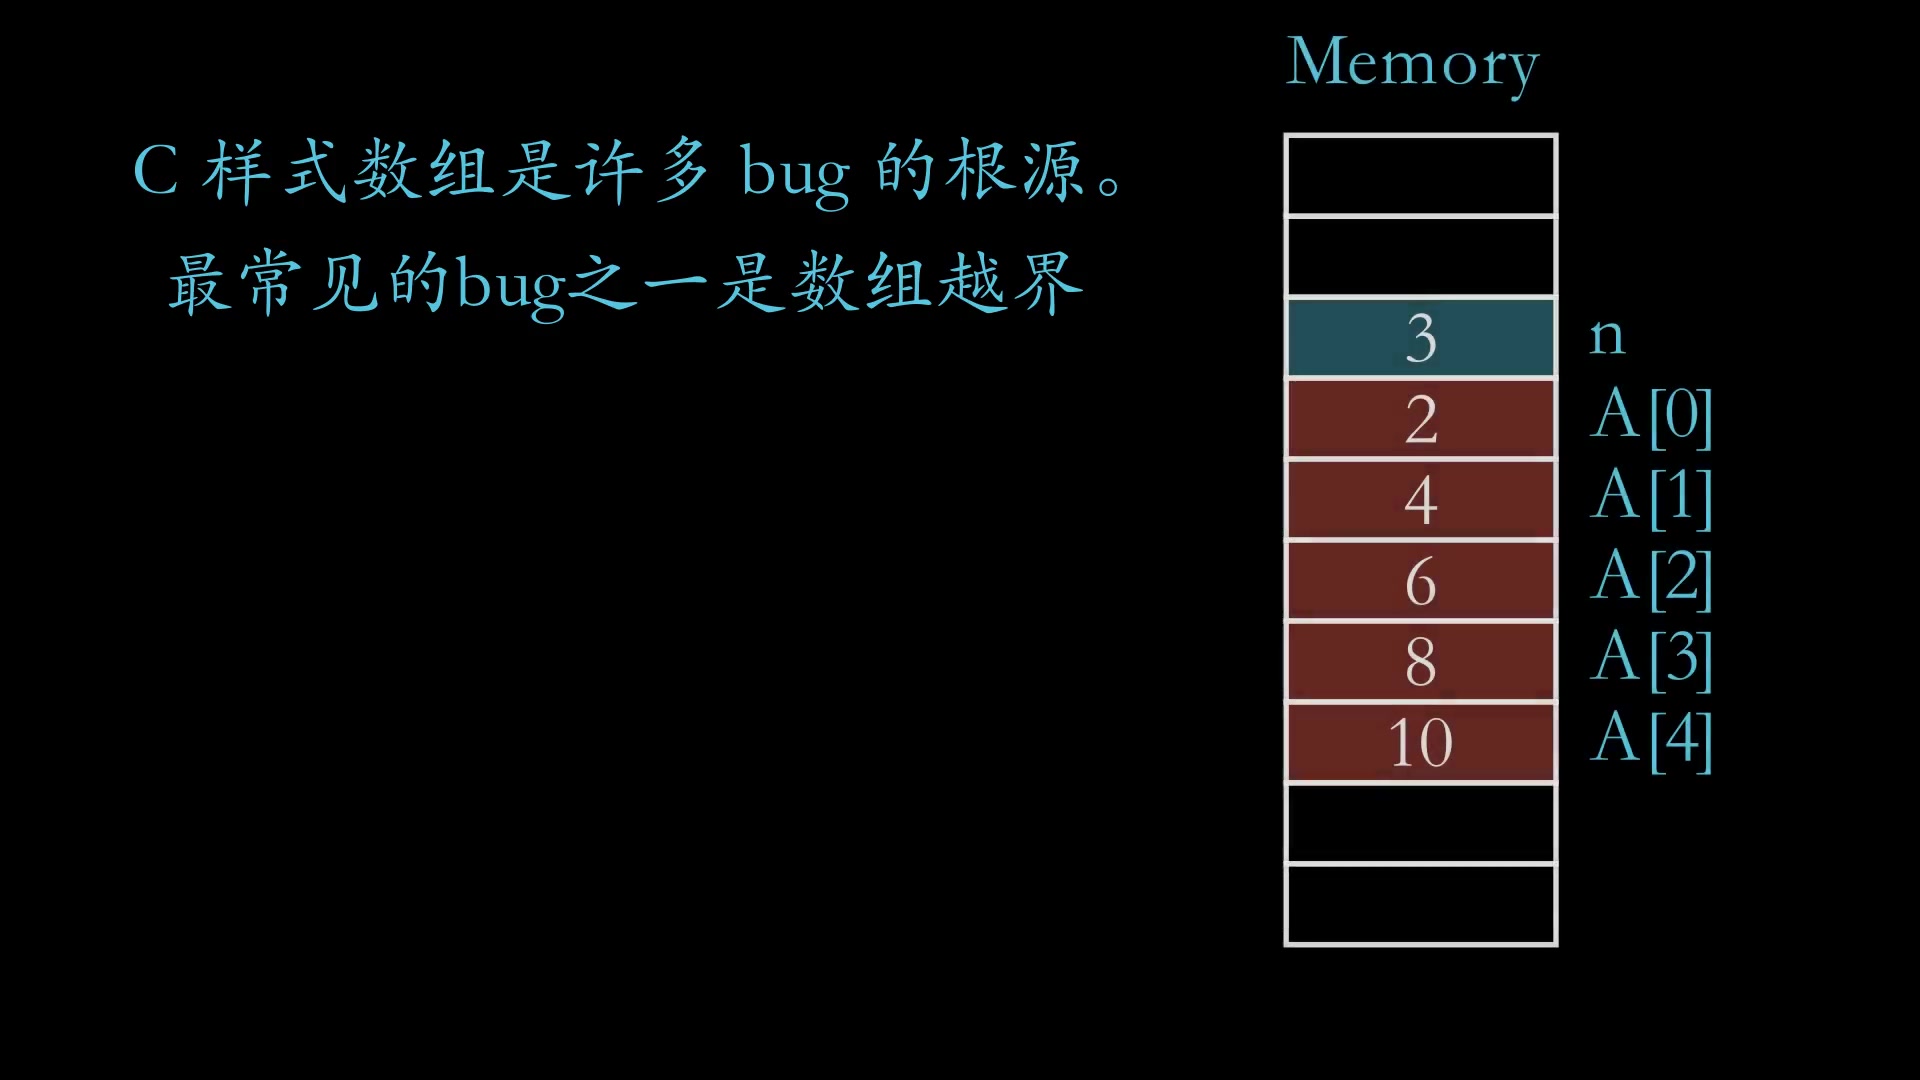 Memory
C 样式数组是许多 bug 的根源。
最常见的bug之一是数组越界
3 n
2 A[0]
4 A[1]
6 A[2]
8 A[3]
10 A[4]